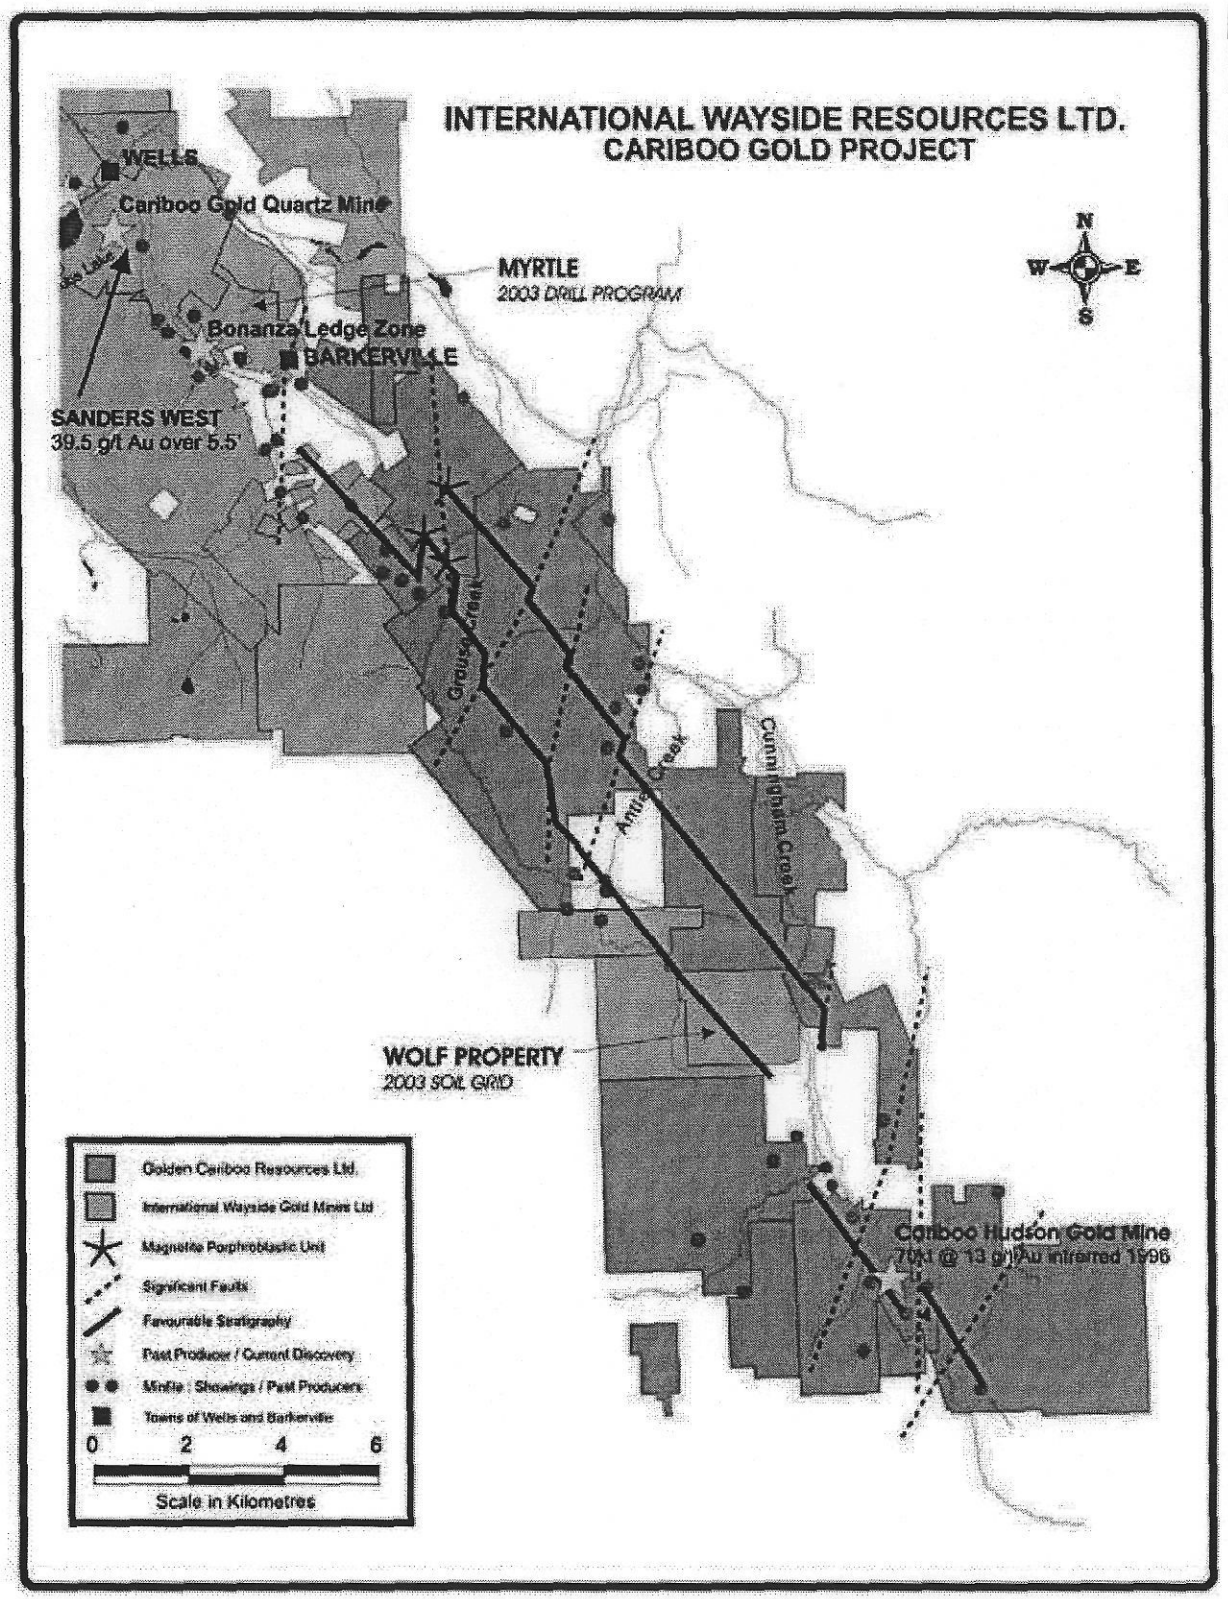 INTERNATIONAL WAYSIDE RESOURCES LTD.
CARIBOO GOLD PROJECT
N
W E
S
WELLS
Cariboo Gold Quartz Mine
Lake
MYRTLE
2003 DRILL PROGRAM
Bonanza Ledge Zone
BARKERVILLE
SANDERS WEST
39.5 g/t Au over 5.5'
Grouse Creek
Antler Creek
Cunningham Creek
WOLF PROPERTY
2003 SOIL GRID
Cariboo Hudson Gold Mine
@ 13 g/t Au inferred 1996
Golden Cariboo Resources Ltd.
International Wayside Gold Mines Ltd
Magnetite Porphroblastic Unit
Significant Faults
Favourable Stratigraphy
Past Producer / Current Discovery
Minfile : Showings / Past Producers
Towns of Wells and Barkerville
0 2 4 6
Scale in Kilometres